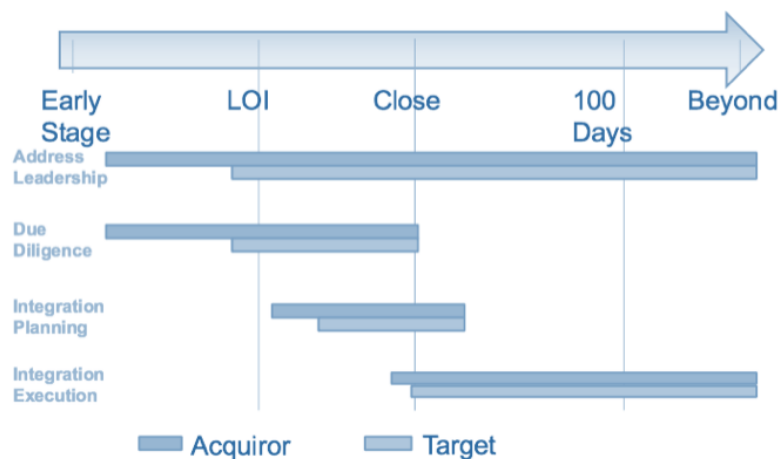 Early
Stage
LOI
Close
100
Days
Beyond
Address
Leadership
Due
Diligence
Integration
Planning
Integration
Execution
Acquiror
Target